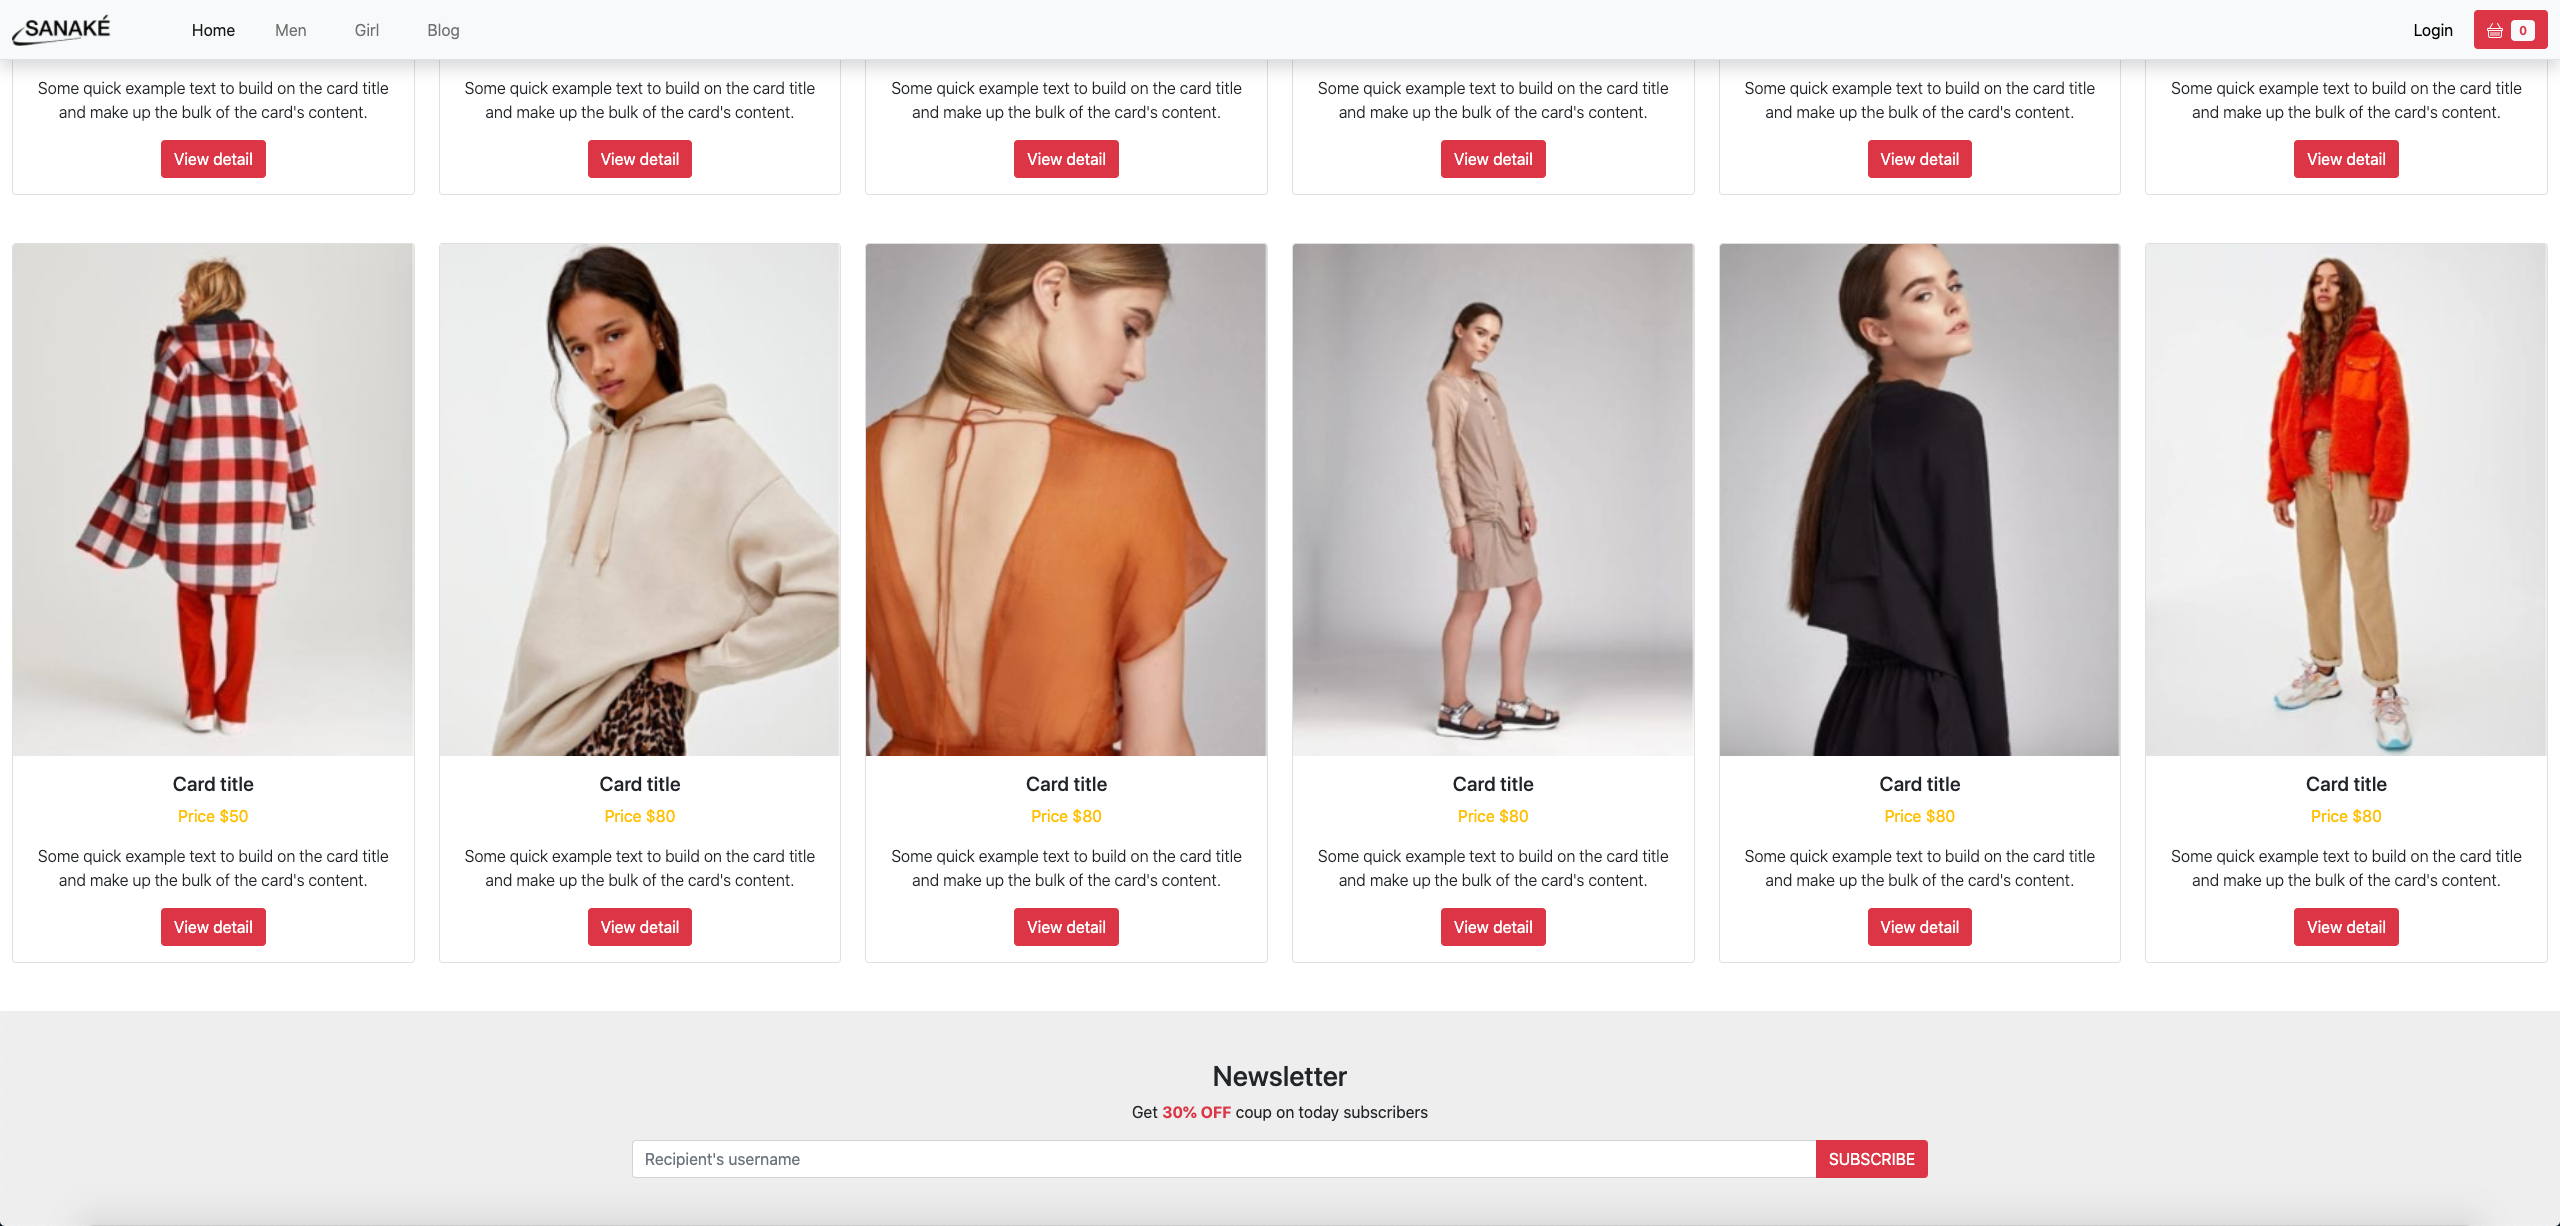 SANAKÉ Home Men Girl Blog Login 0
Some quick example text to build on the card title
and make up the bulk of the card's content.
View detail
Some quick example text to build on the card title
and make up the bulk of the card's content.
View detail
Some quick example text to build on the card title
and make up the bulk of the card's content.
View detail
Some quick example text to build on the card title
and make up the bulk of the card's content.
View detail
Some quick example text to build on the card title
and make up the bulk of the card's content.
View detail
Some quick example text to build on the card title
and make up the bulk of the card's content.
View detail
Card title
Price $50
Some quick example text to build on the card title
and make up the bulk of the card's content.
View detail
Card title
Price $80
Some quick example text to build on the card title
and make up the bulk of the card's content.
View detail
Card title
Price $80
Some quick example text to build on the card title
and make up the bulk of the card's content.
View detail
Card title
Price $80
Some quick example text to build on the card title
and make up the bulk of the card's content.
View detail
Card title
Price $80
Some quick example text to build on the card title
and make up the bulk of the card's content.
View detail
Card title
Price $80
Some quick example text to build on the card title
and make up the bulk of the card's content.
View detail
Newsletter
Get 30% OFF coup on today subscribers
Recipient's username SUBSCRIBE